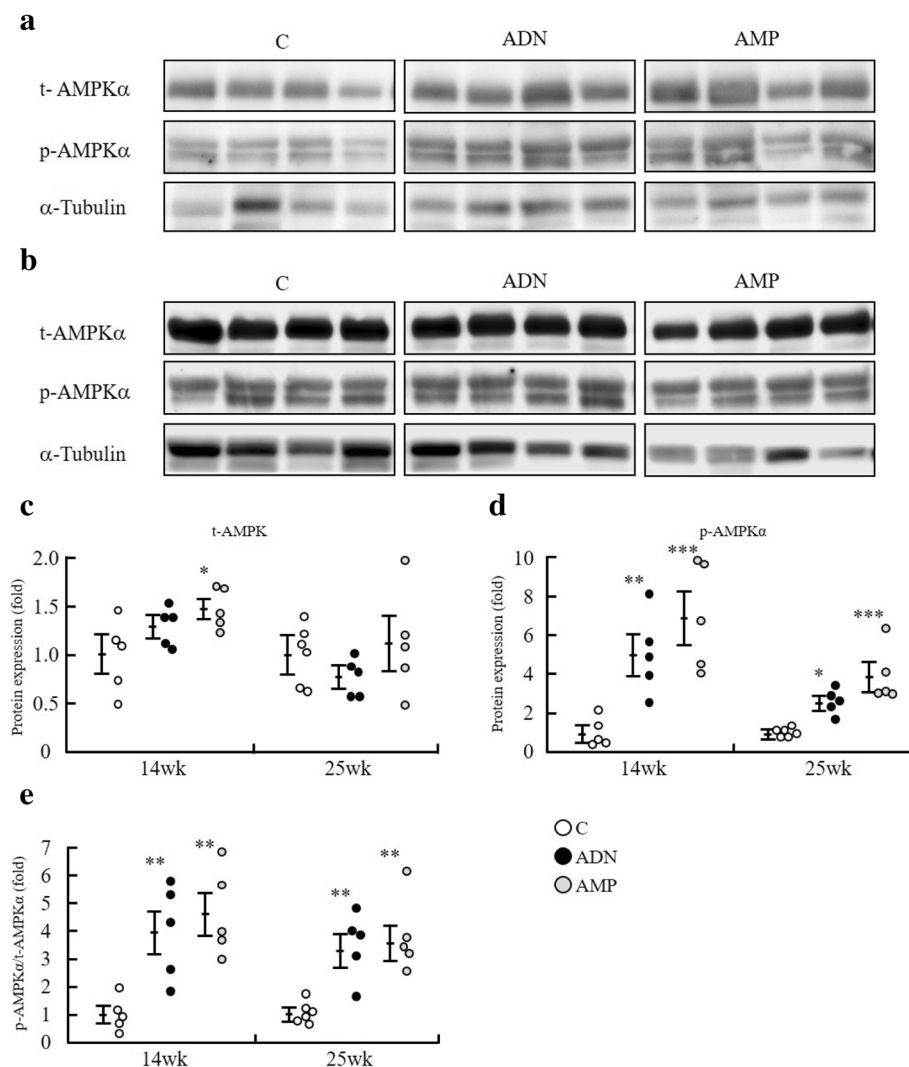 a
C ADN AMP
t- AMPKα
p-AMPKα
α-Tubulin
b
C ADN AMP
t-AMPKα
p-AMPKα
α-Tubulin
c
t-AMPK
Protein expression (fold)
2.0
1.5
1.0
0.5
0
*
14wk 25wk
d
p-AMPKα
Protein expression (fold)
10
8
6
4
2
0
** *** * ***
14wk 25wk
e
p-AMPKα/t-AMPKα (fold)
7
6
5
4
3
2
1
0
** ** ** **
14wk 25wk
C
ADN
AMP